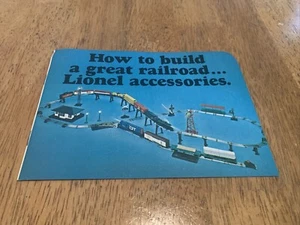 How to build
a great railroad...
Lionel accessories.